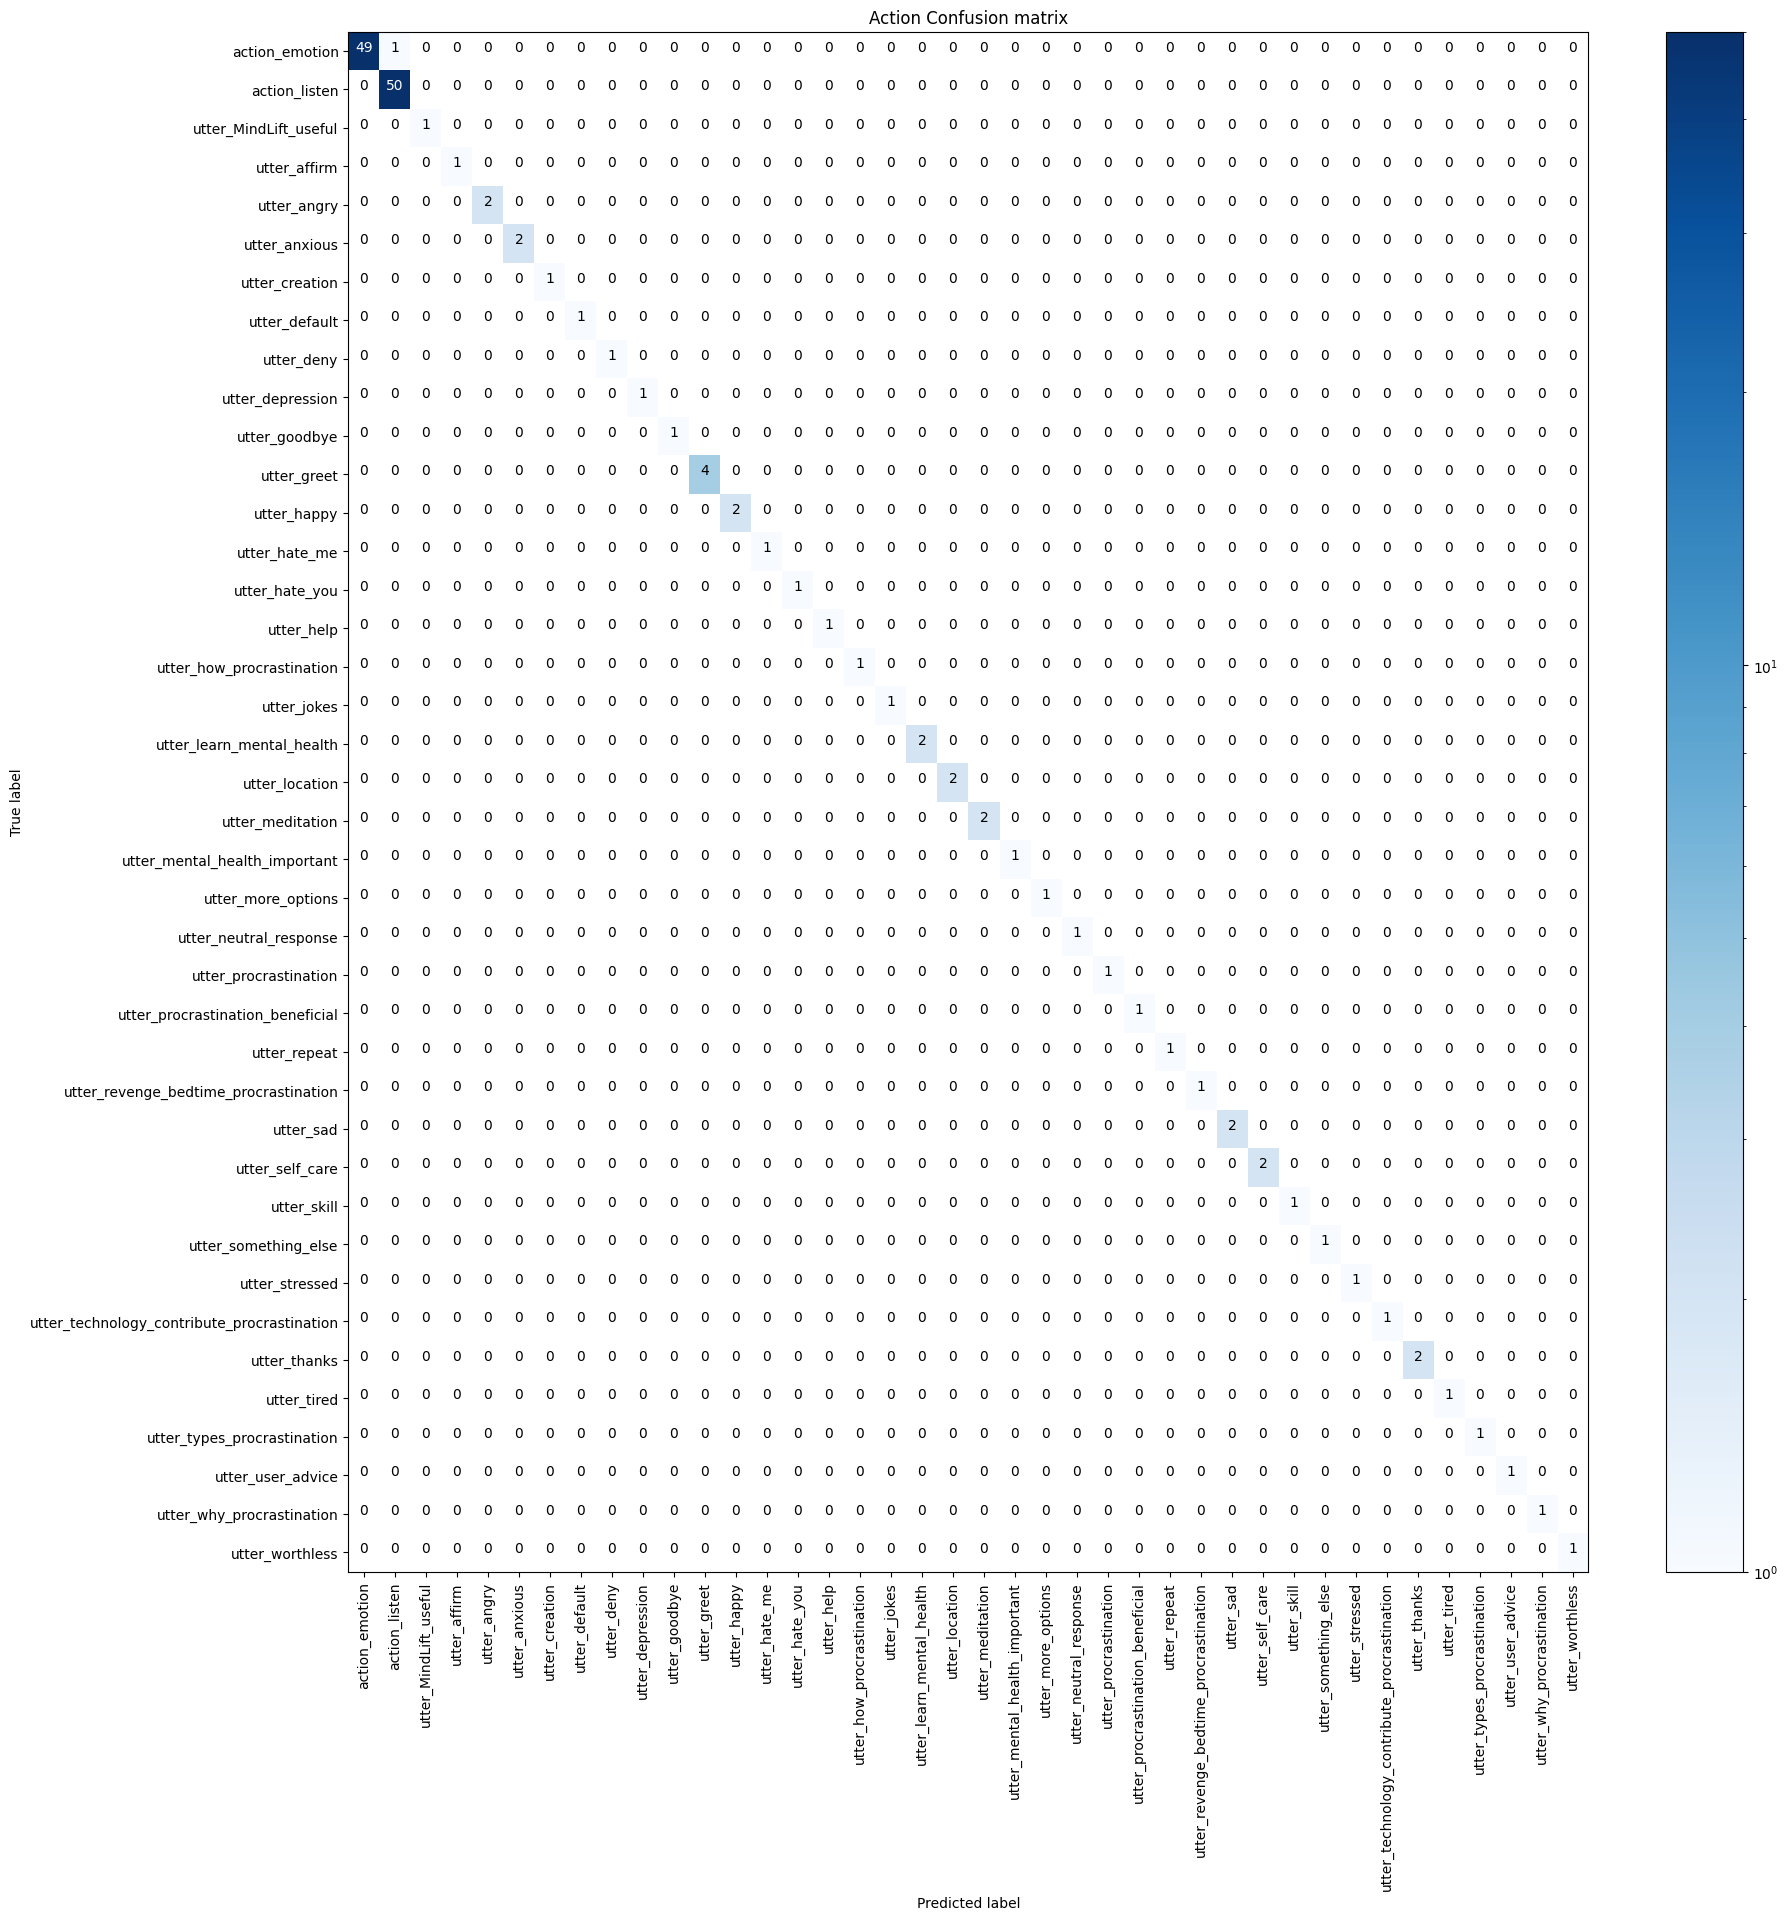 Action Confusion matrix
action_emotion 49 1 0 0 0 0 0 0 0 0 0 0 0 0 0 0 0 0 0 0 0 0 0 0 0 0 0 0 0 0 0 0 0 0 0 0 0 0 0 0
action_listen 0 50 0 0 0 0 0 0 0 0 0 0 0 0 0 0 0 0 0 0 0 0 0 0 0 0 0 0 0 0 0 0 0 0 0 0 0 0 0 0
utter_MindLift_useful 0 0 1 0 0 0 0 0 0 0 0 0 0 0 0 0 0 0 0 0 0 0 0 0 0 0 0 0 0 0 0 0 0 0 0 0 0 0 0 0
utter_affirm 0 0 0 1 0 0 0 0 0 0 0 0 0 0 0 0 0 0 0 0 0 0 0 0 0 0 0 0 0 0 0 0 0 0 0 0 0 0 0 0
utter_angry 0 0 0 0 2 0 0 0 0 0 0 0 0 0 0 0 0 0 0 0 0 0 0 0 0 0 0 0 0 0 0 0 0 0 0 0 0 0 0 0
utter_anxious 0 0 0 0 0 2 0 0 0 0 0 0 0 0 0 0 0 0 0 0 0 0 0 0 0 0 0 0 0 0 0 0 0 0 0 0 0 0 0 0
utter_creation 0 0 0 0 0 0 1 0 0 0 0 0 0 0 0 0 0 0 0 0 0 0 0 0 0 0 0 0 0 0 0 0 0 0 0 0 0 0 0 0
utter_default 0 0 0 0 0 0 0 1 0 0 0 0 0 0 0 0 0 0 0 0 0 0 0 0 0 0 0 0 0 0 0 0 0 0 0 0 0 0 0 0
utter_deny 0 0 0 0 0 0 0 0 1 0 0 0 0 0 0 0 0 0 0 0 0 0 0 0 0 0 0 0 0 0 0 0 0 0 0 0 0 0 0 0
utter_depression 0 0 0 0 0 0 0 0 0 1 0 0 0 0 0 0 0 0 0 0 0 0 0 0 0 0 0 0 0 0 0 0 0 0 0 0 0 0 0 0
utter_goodbye 0 0 0 0 0 0 0 0 0 0 1 0 0 0 0 0 0 0 0 0 0 0 0 0 0 0 0 0 0 0 0 0 0 0 0 0 0 0 0 0
utter_greet 0 0 0 0 0 0 0 0 0 0 0 4 0 0 0 0 0 0 0 0 0 0 0 0 0 0 0 0 0 0 0 0 0 0 0 0 0 0 0 0
utter_happy 0 0 0 0 0 0 0 0 0 0 0 0 2 0 0 0 0 0 0 0 0 0 0 0 0 0 0 0 0 0 0 0 0 0 0 0 0 0 0 0
utter_hate_me 0 0 0 0 0 0 0 0 0 0 0 0 0 1 0 0 0 0 0 0 0 0 0 0 0 0 0 0 0 0 0 0 0 0 0 0 0 0 0 0
utter_hate_you 0 0 0 0 0 0 0 0 0 0 0 0 0 0 1 0 0 0 0 0 0 0 0 0 0 0 0 0 0 0 0 0 0 0 0 0 0 0 0 0
utter_help 0 0 0 0 0 0 0 0 0 0 0 0 0 0 0 1 0 0 0 0 0 0 0 0 0 0 0 0 0 0 0 0 0 0 0 0 0 0 0 0
utter_how_procrastination 0 0 0 0 0 0 0 0 0 0 0 0 0 0 0 0 1 0 0 0 0 0 0 0 0 0 0 0 0 0 0 0 0 0 0 0 0 0 0 0
utter_jokes 0 0 0 0 0 0 0 0 0 0 0 0 0 0 0 0 0 1 0 0 0 0 0 0 0 0 0 0 0 0 0 0 0 0 0 0 0 0 0 0
utter_learn_mental_health 0 0 0 0 0 0 0 0 0 0 0 0 0 0 0 0 0 0 2 0 0 0 0 0 0 0 0 0 0 0 0 0 0 0 0 0 0 0 0 0
utter_location 0 0 0 0 0 0 0 0 0 0 0 0 0 0 0 0 0 0 0 2 0 0 0 0 0 0 0 0 0 0 0 0 0 0 0 0 0 0 0 0
utter_meditation 0 0 0 0 0 0 0 0 0 0 0 0 0 0 0 0 0 0 0 0 2 0 0 0 0 0 0 0 0 0 0 0 0 0 0 0 0 0 0 0
utter_mental_health_important 0 0 0 0 0 0 0 0 0 0 0 0 0 0 0 0 0 0 0 0 0 1 0 0 0 0 0 0 0 0 0 0 0 0 0 0 0 0 0 0
utter_more_options 0 0 0 0 0 0 0 0 0 0 0 0 0 0 0 0 0 0 0 0 0 0 1 0 0 0 0 0 0 0 0 0 0 0 0 0 0 0 0 0
utter_neutral_response 0 0 0 0 0 0 0 0 0 0 0 0 0 0 0 0 0 0 0 0 0 0 0 1 0 0 0 0 0 0 0 0 0 0 0 0 0 0 0 0
utter_procrastination 0 0 0 0 0 0 0 0 0 0 0 0 0 0 0 0 0 0 0 0 0 0 0 0 1 0 0 0 0 0 0 0 0 0 0 0 0 0 0 0
utter_procrastination_beneficial 0 0 0 0 0 0 0 0 0 0 0 0 0 0 0 0 0 0 0 0 0 0 0 0 0 1 0 0 0 0 0 0 0 0 0 0 0 0 0 0
utter_repeat 0 0 0 0 0 0 0 0 0 0 0 0 0 0 0 0 0 0 0 0 0 0 0 0 0 0 1 0 0 0 0 0 0 0 0 0 0 0 0 0
utter_revenge_bedtime_procrastination 0 0 0 0 0 0 0 0 0 0 0 0 0 0 0 0 0 0 0 0 0 0 0 0 0 0 0 1 0 0 0 0 0 0 0 0 0 0 0 0
utter_sad 0 0 0 0 0 0 0 0 0 0 0 0 0 0 0 0 0 0 0 0 0 0 0 0 0 0 0 0 2 0 0 0 0 0 0 0 0 0 0 0
utter_self_care 0 0 0 0 0 0 0 0 0 0 0 0 0 0 0 0 0 0 0 0 0 0 0 0 0 0 0 0 0 2 0 0 0 0 0 0 0 0 0 0
utter_skill 0 0 0 0 0 0 0 0 0 0 0 0 0 0 0 0 0 0 0 0 0 0 0 0 0 0 0 0 0 0 1 0 0 0 0 0 0 0 0 0
utter_something_else 0 0 0 0 0 0 0 0 0 0 0 0 0 0 0 0 0 0 0 0 0 0 0 0 0 0 0 0 0 0 0 1 0 0 0 0 0 0 0 0
utter_stressed 0 0 0 0 0 0 0 0 0 0 0 0 0 0 0 0 0 0 0 0 0 0 0 0 0 0 0 0 0 0 0 0 1 0 0 0 0 0 0 0
utter_technology_contribute_procrastination 0 0 0 0 0 0 0 0 0 0 0 0 0 0 0 0 0 0 0 0 0 0 0 0 0 0 0 0 0 0 0 0 0 1 0 0 0 0 0 0
utter_thanks 0 0 0 0 0 0 0 0 0 0 0 0 0 0 0 0 0 0 0 0 0 0 0 0 0 0 0 0 0 0 0 0 0 0 2 0 0 0 0 0
utter_tired 0 0 0 0 0 0 0 0 0 0 0 0 0 0 0 0 0 0 0 0 0 0 0 0 0 0 0 0 0 0 0 0 0 0 0 1 0 0 0 0
utter_types_procrastination 0 0 0 0 0 0 0 0 0 0 0 0 0 0 0 0 0 0 0 0 0 0 0 0 0 0 0 0 0 0 0 0 0 0 0 0 1 0 0 0
utter_user_advice 0 0 0 0 0 0 0 0 0 0 0 0 0 0 0 0 0 0 0 0 0 0 0 0 0 0 0 0 0 0 0 0 0 0 0 0 0 1 0 0
utter_why_procrastination 0 0 0 0 0 0 0 0 0 0 0 0 0 0 0 0 0 0 0 0 0 0 0 0 0 0 0 0 0 0 0 0 0 0 0 0 0 0 1 0
utter_worthless 0 0 0 0 0 0 0 0 0 0 0 0 0 0 0 0 0 0 0 0 0 0 0 0 0 0 0 0 0 0 0 0 0 0 0 0 0 0 0 1
True label
action_emotion
action_listen
utter_MindLift_useful
utter_affirm
utter_angry
utter_anxious
utter_creation
utter_default
utter_deny
utter_depression
utter_goodbye
utter_greet
utter_happy
utter_hate_me
utter_hate_you
utter_help
utter_how_procrastination
utter_jokes
utter_learn_mental_health
utter_location
utter_meditation
utter_mental_health_important
utter_more_options
utter_neutral_response
utter_procrastination
utter_procrastination_beneficial
utter_repeat
utter_revenge_bedtime_procrastination
utter_sad
utter_self_care
utter_skill
utter_something_else
utter_stressed
utter_technology_contribute_procrastination
utter_thanks
utter_tired
utter_types_procrastination
utter_user_advice
utter_why_procrastination
utter_worthless
Predicted label
10¹
10⁰